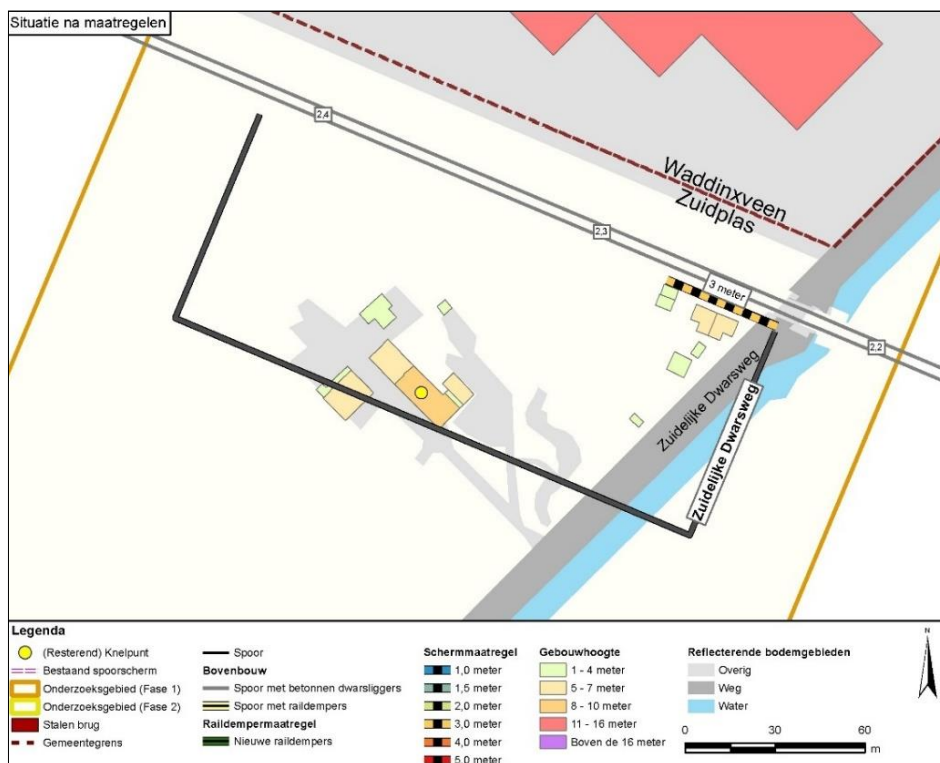 Situatie na maatregelen
2,4
2,3
Waddinxveen
Zuidplas
3 meter
2,2
Zuidelijke Dwarsweg
Zuidelijke Dwarsweg
Legenda
(Resterend) Knelpunt
Bestaand spoorscherm
Onderzoeksgebied (Fase 1)
Onderzoeksgebied (Fase 2)
Stalen brug
Gemeentegrens
Spoor
Bovenbouw
Spoor met betonnen dwarsliggers
Spoor met raildempers
Raildempermaatregel
Nieuwe raildempers
Schermmaatregel
1,0 meter
1,5 meter
2,0 meter
3,0 meter
4,0 meter
5,0 meter
Gebouwhoogte
1 - 4 meter
5 - 7 meter
8 - 10 meter
11 - 16 meter
Boven de 16 meter
Reflecterende bodemgebieden
Overig
Weg
Water
N
0 30 60
m